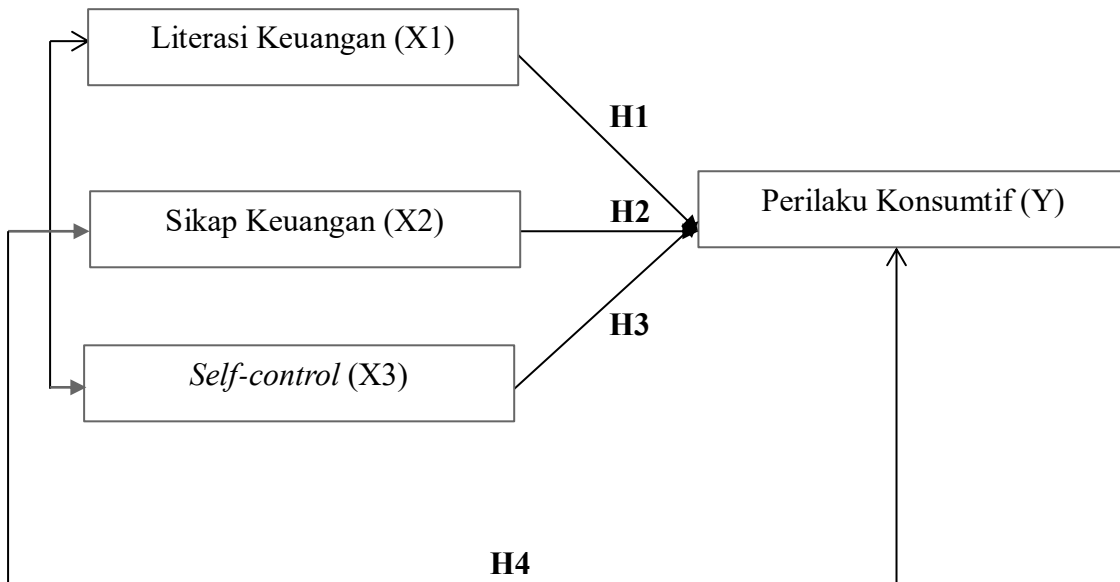 Literasi Keuangan (X1)
H1
Perilaku Konsumtif (Y)
Sikap Keuangan (X2)
H2
H3
Self-control (X3)
H4